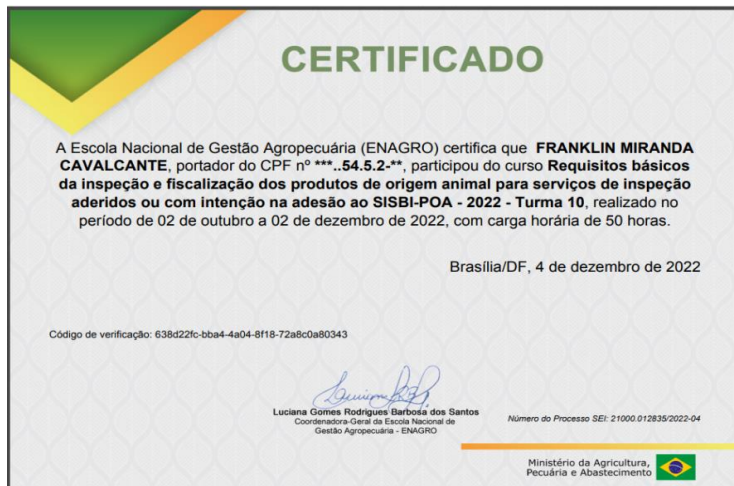 CERTIFICADO
A Escola Nacional de Gestão Agropecuária (ENAGRO) certifica que FRANKLIN MIRANDA
CAVALCANTE, portador do CPF nº ***..54.5.2-**, participou do curso Requisitos básicos
da inspeção e fiscalização dos produtos de origem animal para serviços de inspeção
aderidos ou com intenção na adesão ao SISBI-POA - 2022 - Turma 10, realizado no
período de 02 de outubro a 02 de dezembro de 2022, com carga horária de 50 horas.
Brasília/DF, 4 de dezembro de 2022
Código de verificação: 638d22fc-bba4-4a04-8f18-72a8c0a80343
Luciana Gomes Rodrigues Barbosa dos Santos
Coordenadora-Geral da Escola Nacional de
Gestão Agropecuária - ENAGRO
Número do Processo SEI: 21000.012835/2022-04
Ministério da Agricultura,
Pecuária e Abastecimento